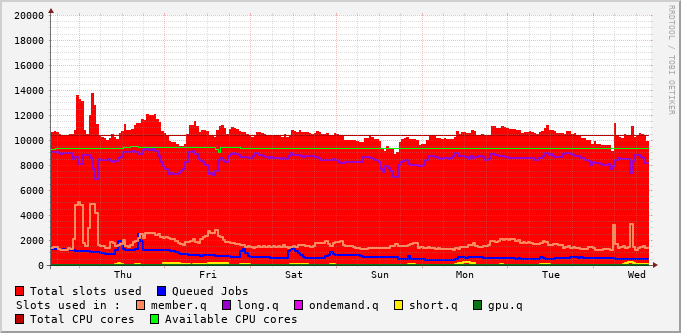 20000
18000
16000
14000
12000
10000
8000
6000
4000
2000
0
Thu Fri Sat Sun Mon Tue Wed
RRDTOOL / TOBI OETIKER
Total slots used Queued Jobs
Slots used in : member.q long.q ondemand.q short.q gpu.q
Total CPU cores Available CPU cores